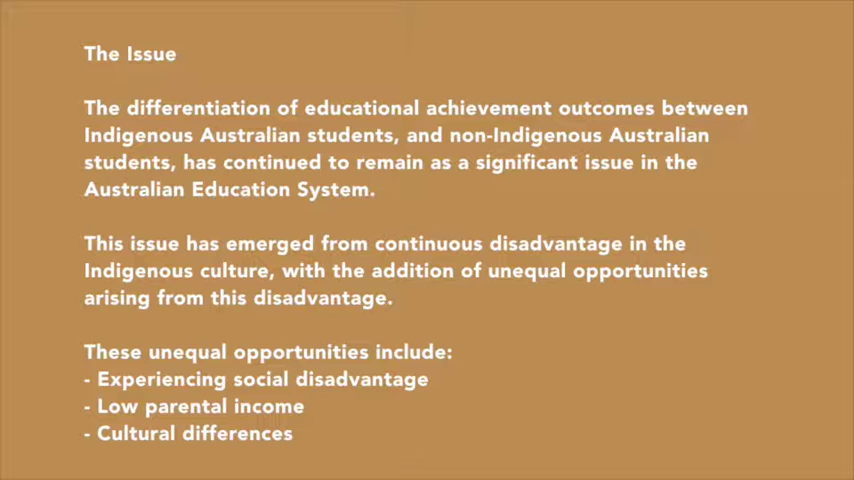 The Issue
The differentiation of educational achievement outcomes between
Indigenous Australian students, and non-Indigenous Australian
students, has continued to remain as a significant issue in the
Australian Education System.
This issue has emerged from continuous disadvantage in the
Indigenous culture, with the addition of unequal opportunities
arising from this disadvantage.
These unequal opportunities include:
- Experiencing social disadvantage
- Low parental income
- Cultural differences